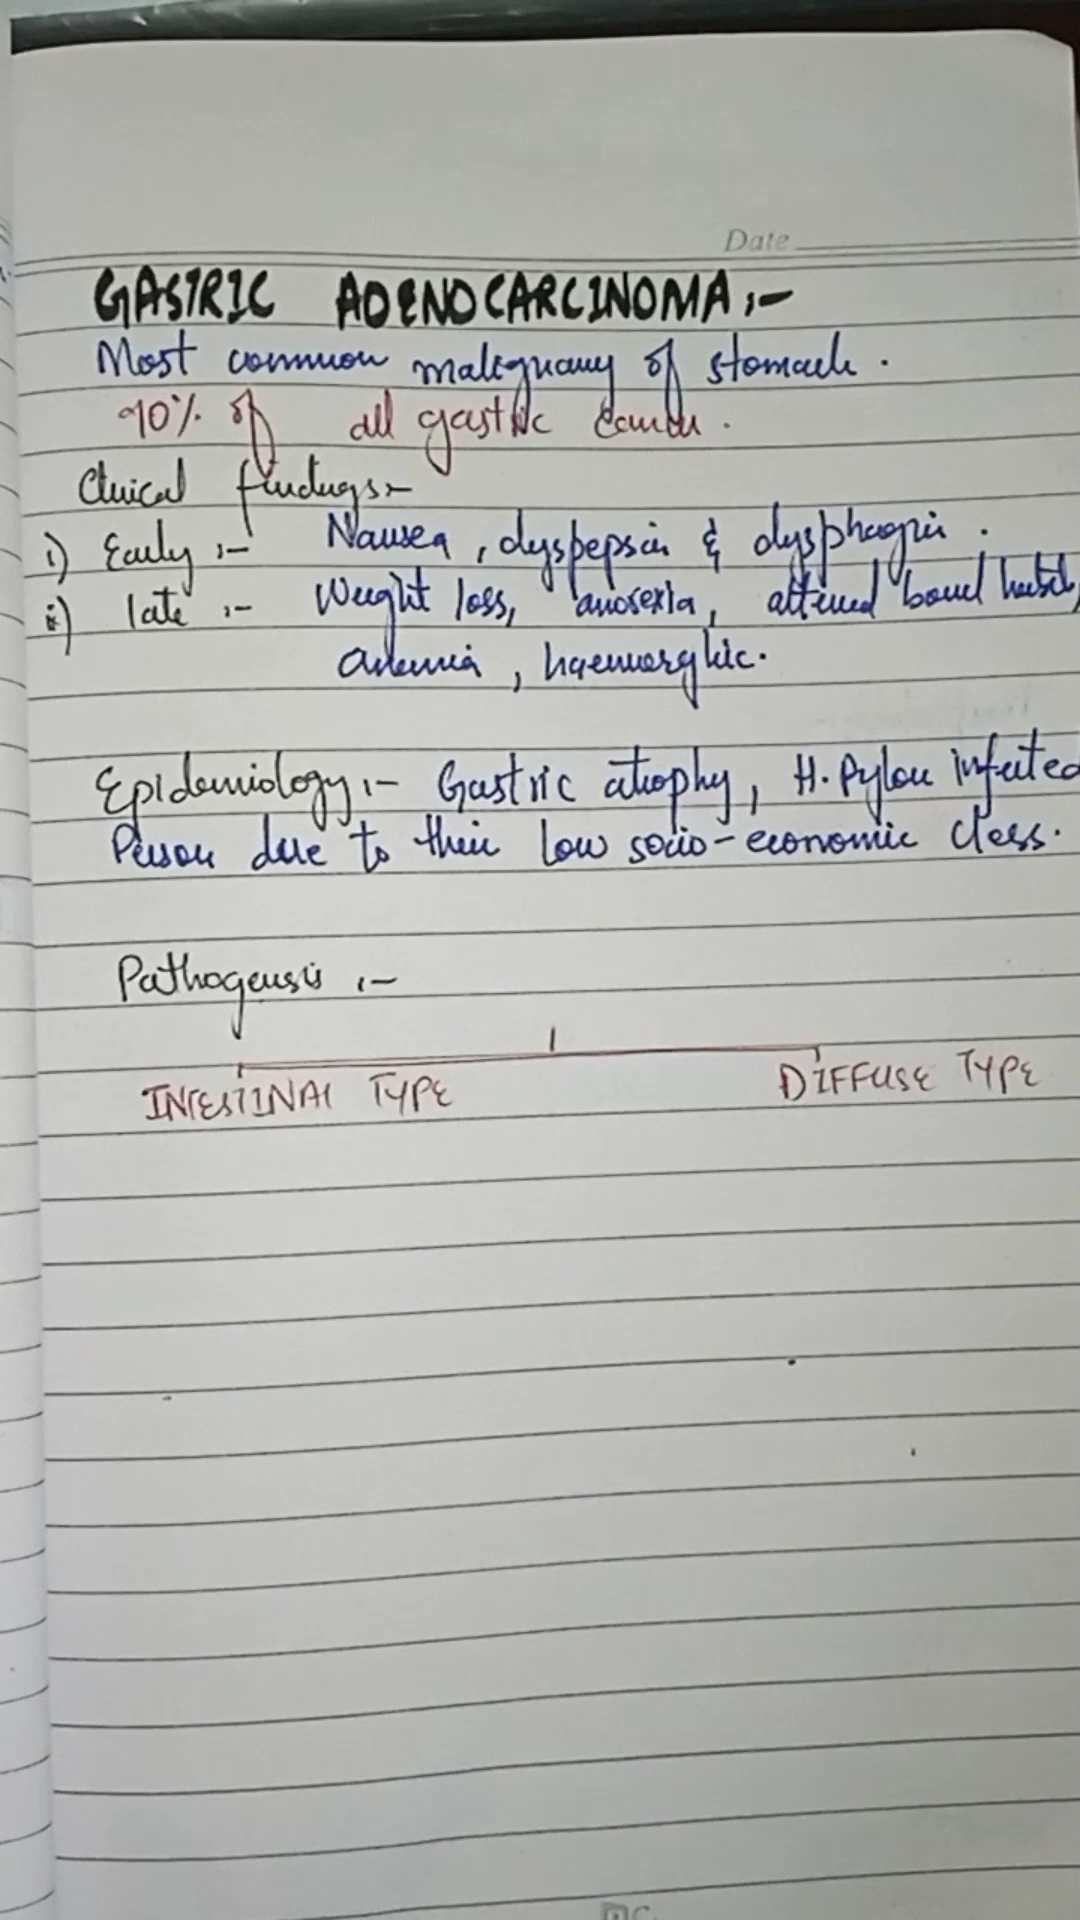 Date
GASTRIC ADENOCARCINOMA :-
Most common malignancy of stomach.
90% of all gastric cancer.
Clinical findings:-
i) Early :- Nausea, dyspepsia & dysphagia.
ii) late :- Weight loss, anorexia, altered bowel habit,
anemia, haemorrghic.
Epidemiology :- Gastric atrophy, H. Pylori infected
Person due to their low socio-economic class.
Pathogensis :-
INTESTINAL TYPE DIFFUSE TYPE